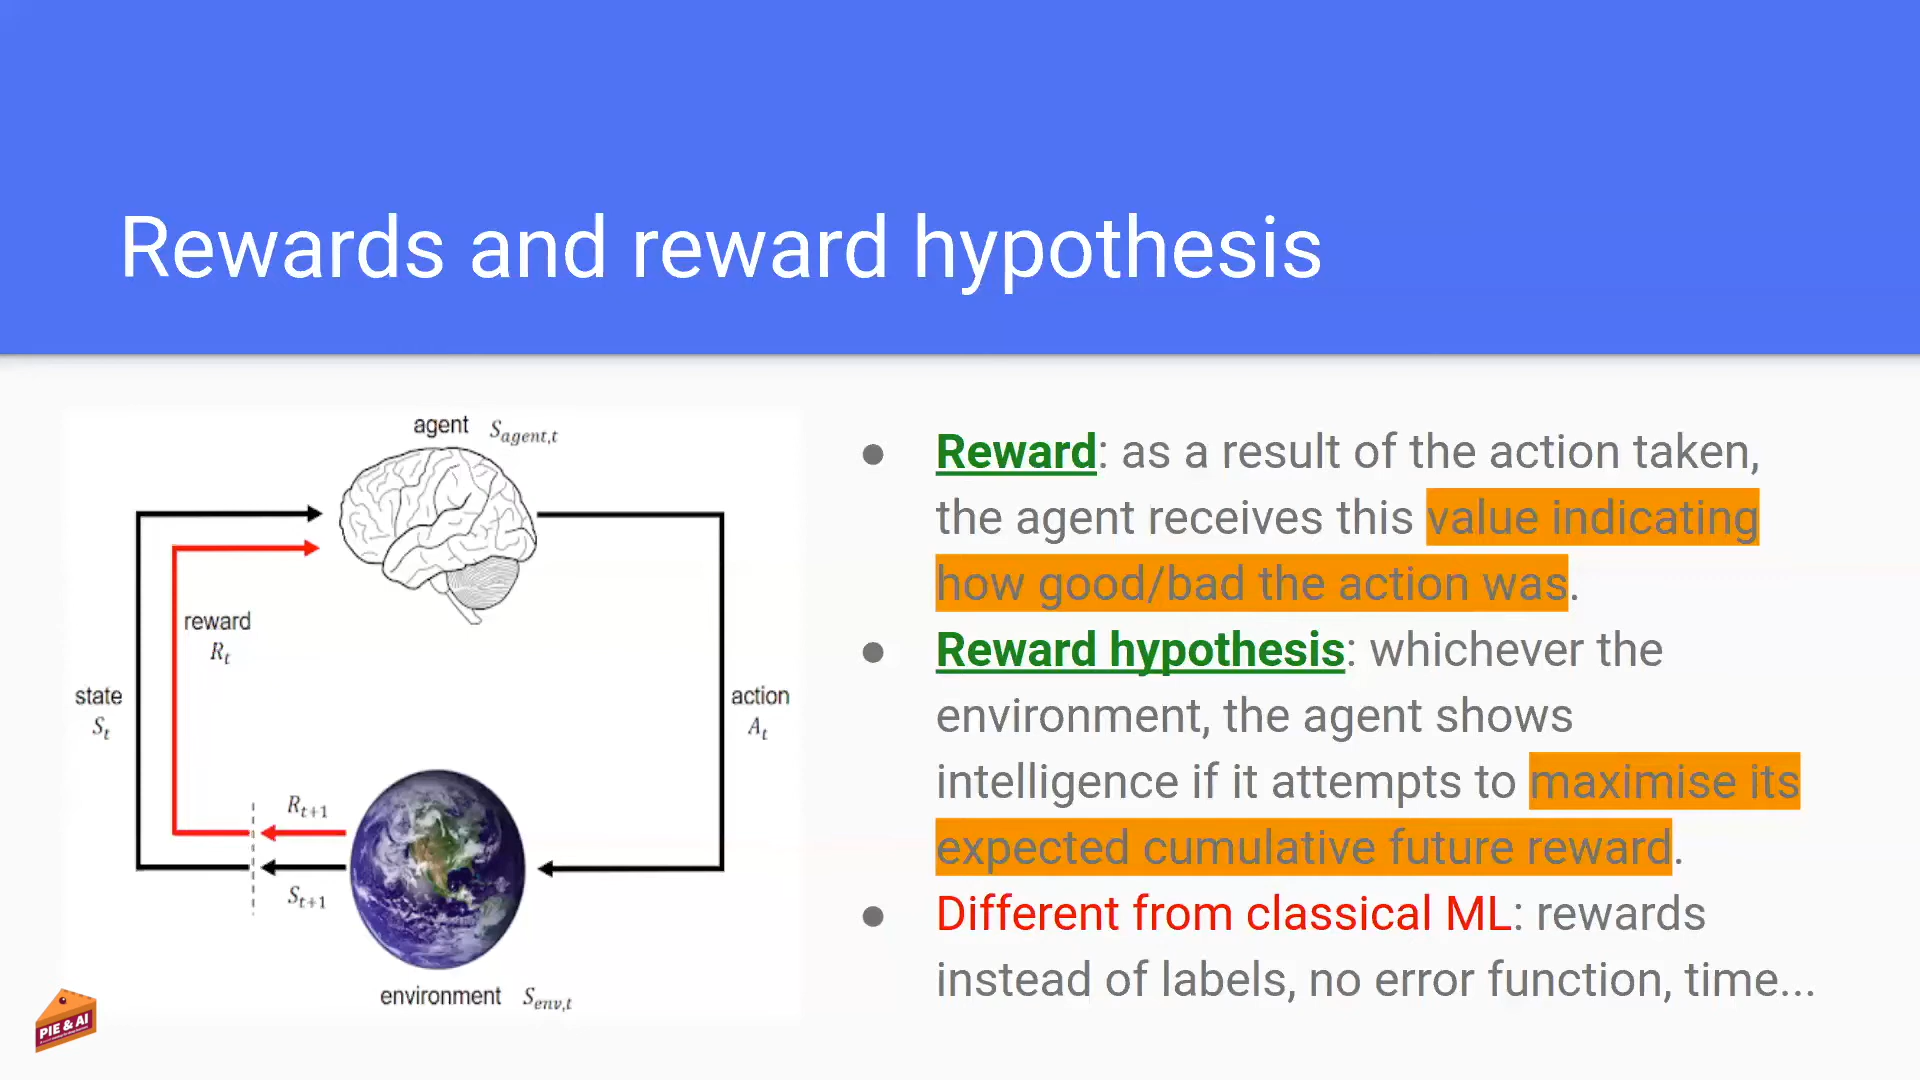 Rewards and reward hypothesis
agent S_agent,t
reward
R_t
state
S_t
action
A_t
R_t+1
S_t+1
environment S_env,t
● Reward: as a result of the action taken,
the agent receives this value indicating
how good/bad the action was.
● Reward hypothesis: whichever the
environment, the agent shows
intelligence if it attempts to maximise its
expected cumulative future reward.
● Different from classical ML: rewards
instead of labels, no error function, time...
PIE & AI